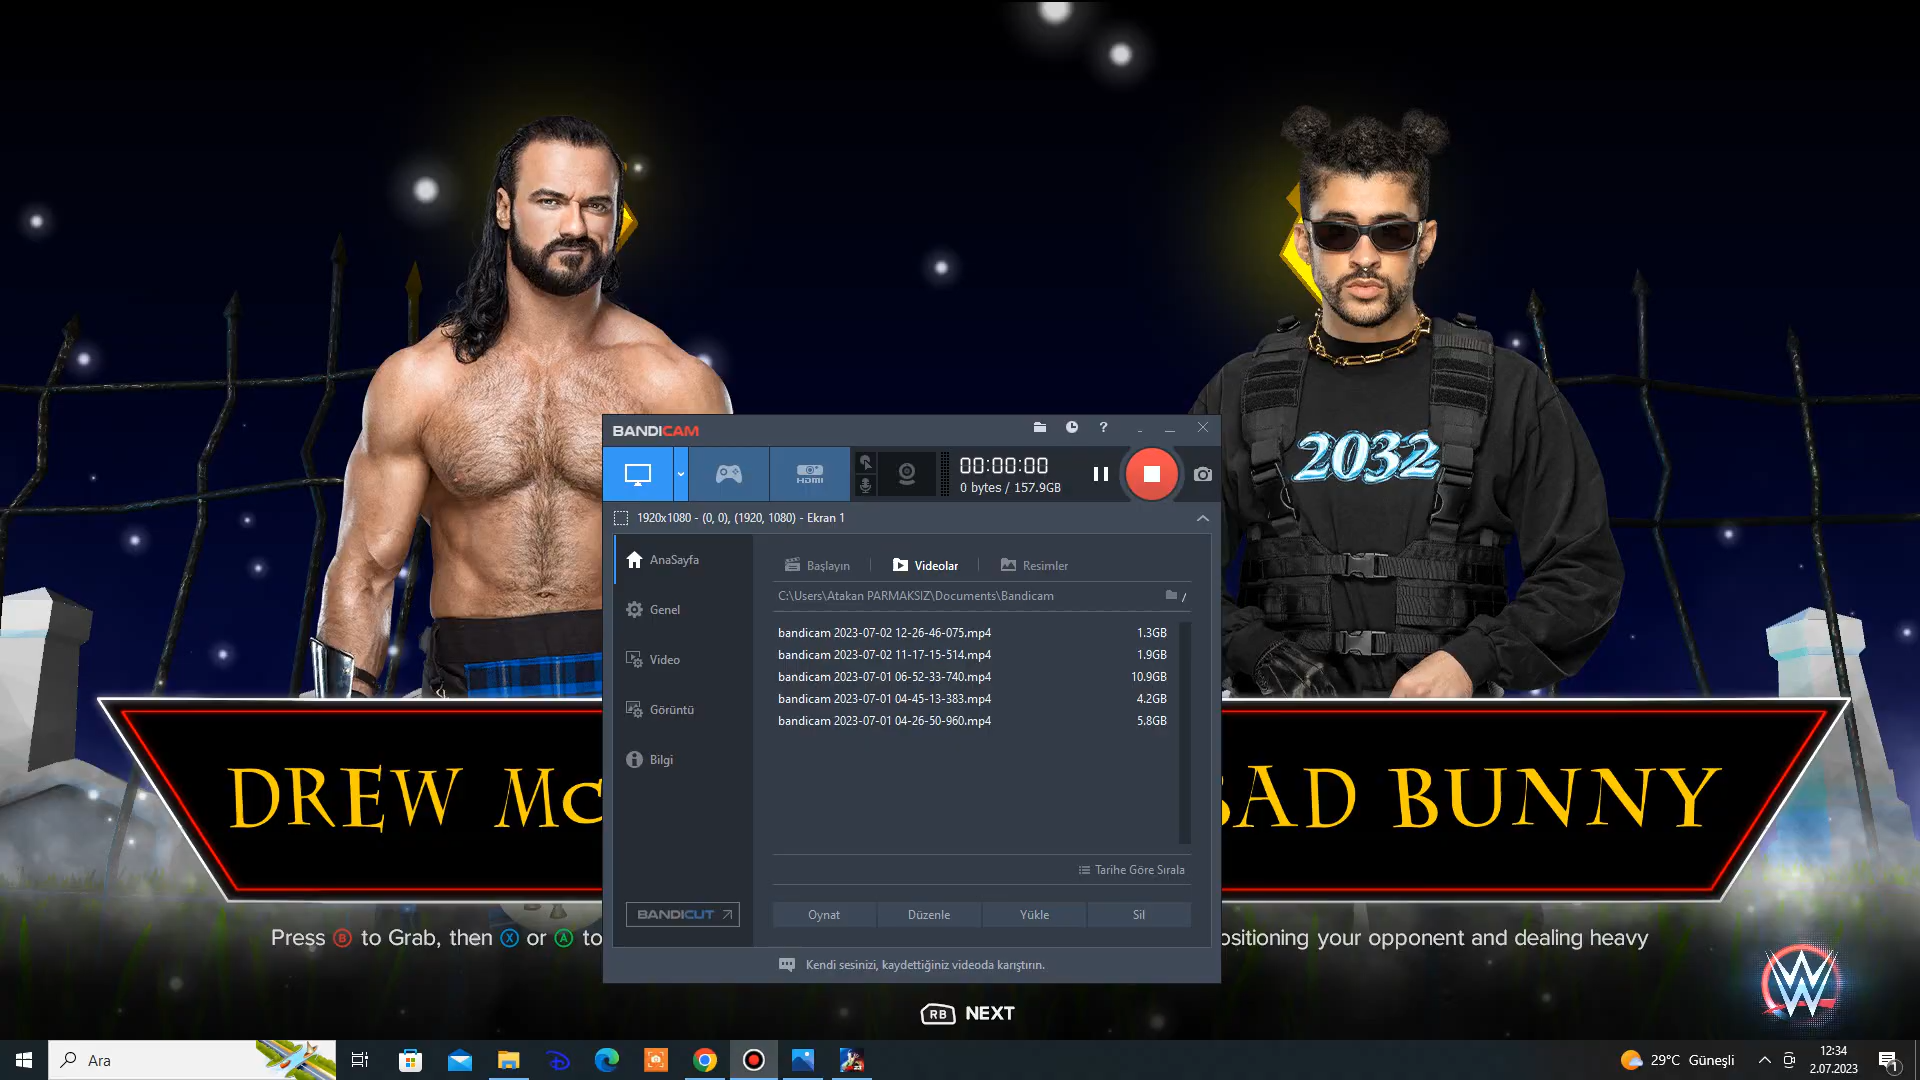 2032
BANDICAM
?
HDMI
00:00:00
0 bytes / 157.9GB
1920x1080 - (0, 0), (1920, 1080) - Ekran 1
AnaSayfa
Genel
Video
Görüntü
Bilgi
BANDICUT
Başlayın
Videolar
Resimler
C:\Users\Atakan PARMAKSIZ\Documents\Bandicam
/
bandicam 2023-07-02 12-26-46-075.mp4 1.3GB
bandicam 2023-07-02 11-17-15-514.mp4 1.9GB
bandicam 2023-07-01 06-52-33-740.mp4 10.9GB
bandicam 2023-07-01 04-45-13-383.mp4 4.2GB
bandicam 2023-07-01 04-26-50-960.mp4 5.8GB
Tarihe Göre Sırala
Oynat Düzenle Yükle Sil
Kendi sesinizi, kaydettiğiniz videoda karıştırın.
DREW Mc
BAD BUNNY
Press B to Grab, then X or A to
ositioning your opponent and dealing heavy
W
RB NEXT
Ara
29°C Güneşli
12:34
2.07.2023
1